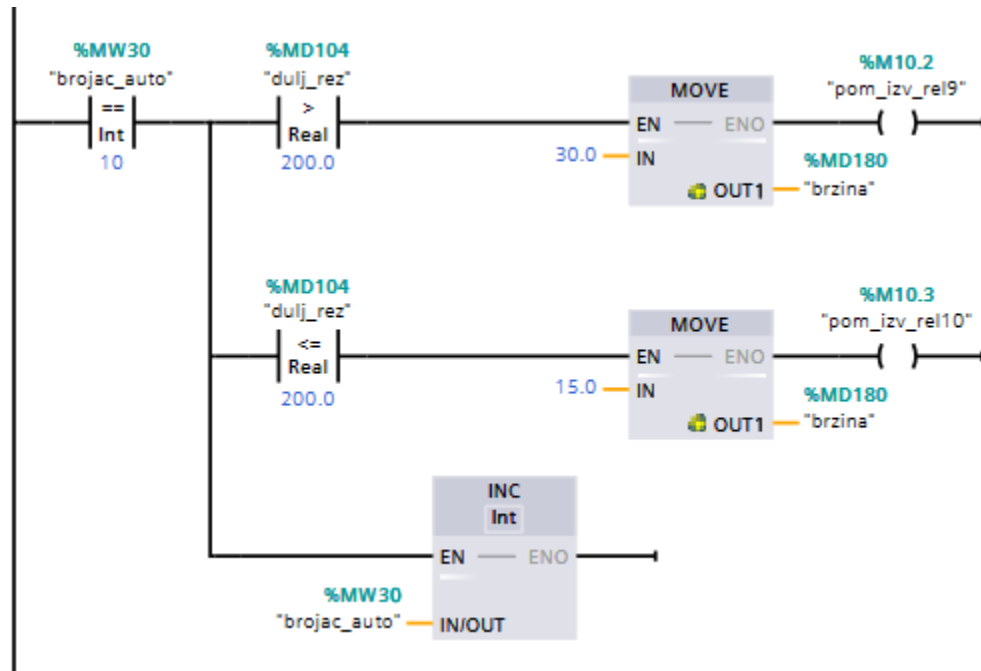 %MW30
"brojac_auto"
==
Int
10
%MD104
"dulj_rez"
>
Real
200.0
MOVE
EN
ENO
30.0
IN
OUT1
%M10.2
"pom_izv_rel9"
%MD180
"brzina"
%MD104
"dulj_rez"
<=
Real
200.0
MOVE
EN
ENO
15.0
IN
OUT1
%M10.3
"pom_izv_rel10"
%MD180
"brzina"
INC
Int
EN
ENO
%MW30
"brojac_auto"
IN/OUT